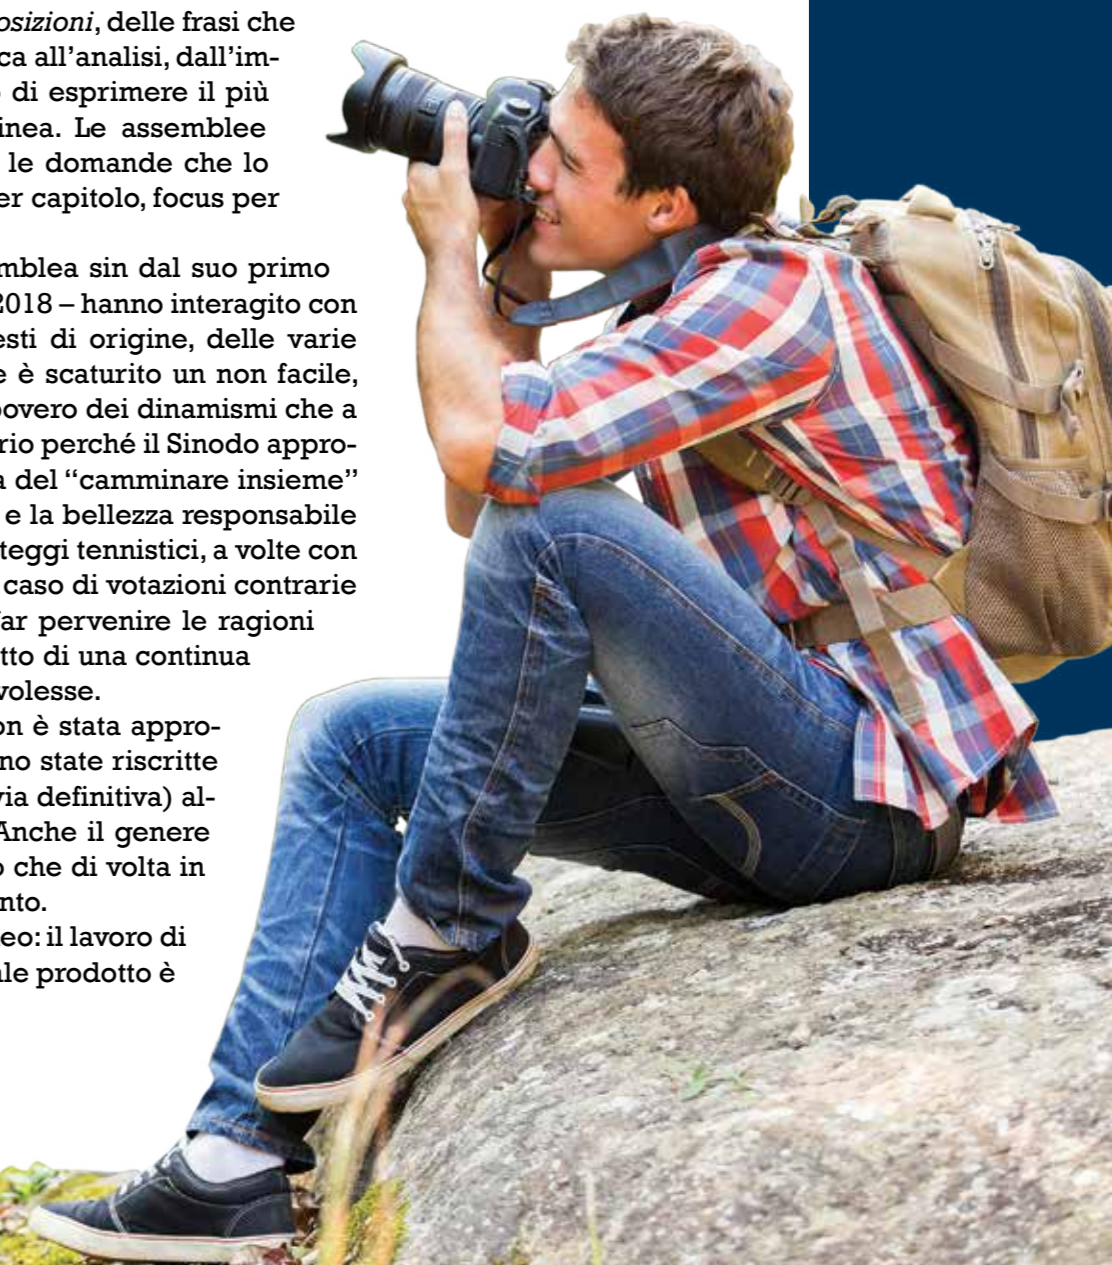 osizioni, delle frasi che
ca all’analisi, dall’im-
di esprimere il più
inea. Le assemblee
le domande che lo
er capitolo, focus per
mblea sin dal suo primo
2018 – hanno interagito con
esti di origine, delle varie
e è scaturito un non facile,
povero dei dinamismi che a
rio perché il Sinodo appro-
a del “camminare insieme”
e la bellezza responsabile
teggi tennistici, a volte con
caso di votazioni contrarie
far pervenire le ragioni
tto di una continua
volesse.
on è stata appro-
no state riscritte
via definitiva) al-
Anche il genere
o che di volta in
nto.
eo: il lavoro di
ale prodotto è